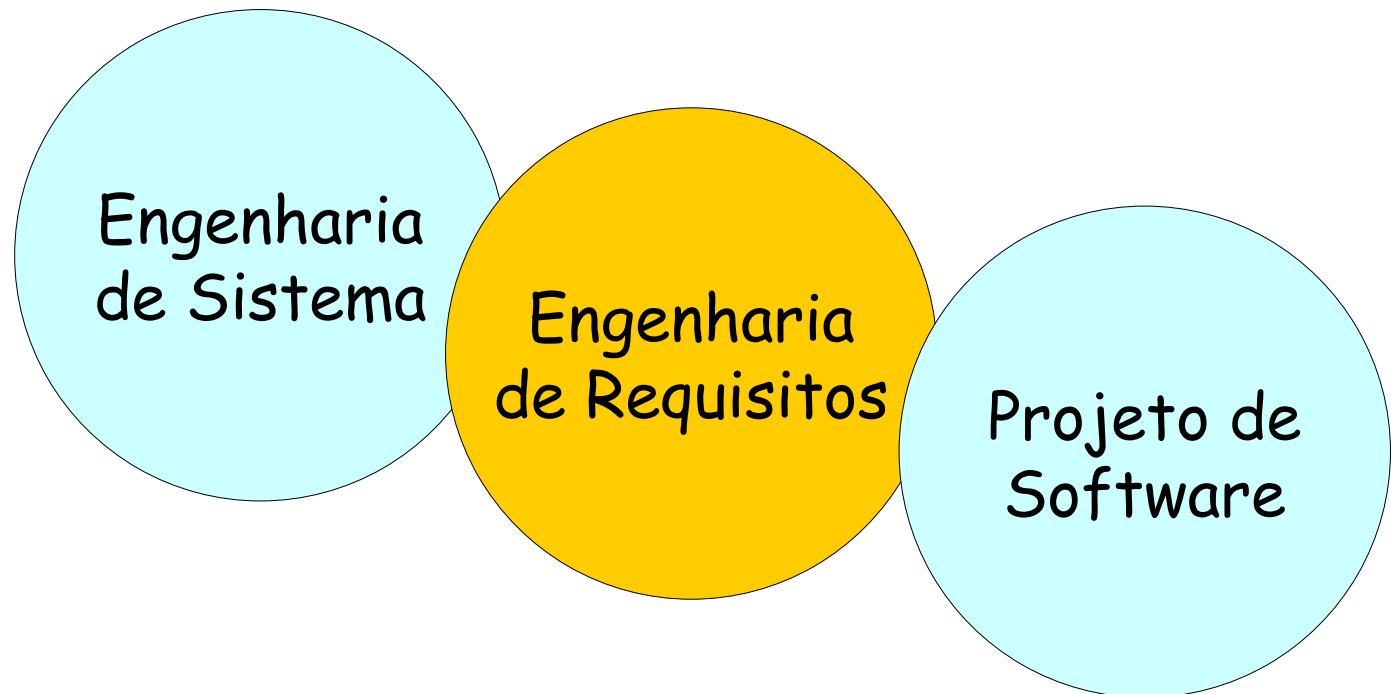 Engenharia
de Sistema
Engenharia
de Requisitos
Projeto de
Software